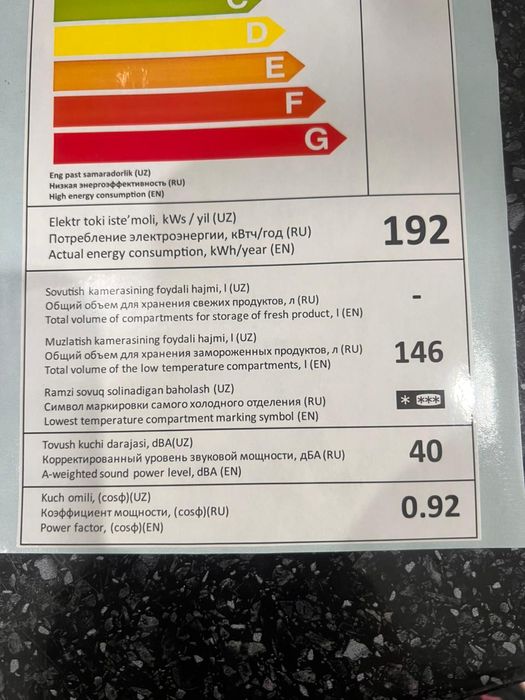 C
D
E
F
G
Eng past samaradorlik (UZ)
Низкая энергоэффективность (RU)
High energy consumption (EN)
Elektr toki iste'moli, kWs / yil (UZ)
Потребление электроэнергии, кВтч/год (RU)
Actual energy consumption, kWh/year (EN)
192
Sovutish kamerasining foydali hajmi, l (UZ)
Общий объем для хранения свежих продуктов, л (RU)
Total volume of compartments for storage of fresh product, l (EN)
-
Muzlatish kamerasining foydali hajmi, l (UZ)
Общий объем для хранения замороженных продуктов, л (RU)
Total volume of the low temperature compartments, l (EN)
146
Ramzi sovuq solinadigan baholash (UZ)
Символ маркировки самого холодного отделения (RU)
Lowest temperature compartment marking symbol (EN)
* ***
Tovush kuchi darajasi, dBA(UZ)
Корректированный уровень звуковой мощности, дБА (RU)
A-weighted sound power level, dBA (EN)
40
Kuch omili, (cosф)(UZ)
Коэффициент мощности, (cosф)(RU)
Power factor, (cosф)(EN)
0.92